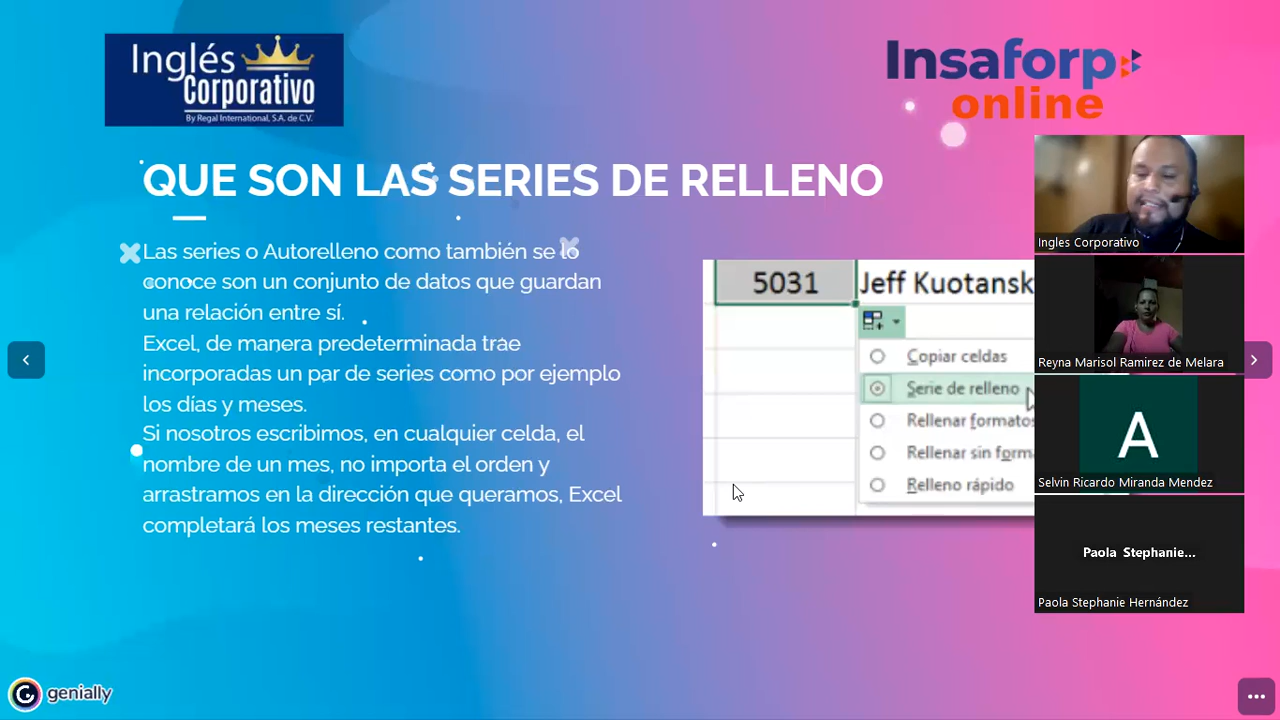 Inglés
Corporativo
By Regal International, S.A. de C.V.
Insaforp
online
QUE SON LAS SERIES DE RELLENO
Las series o Autorelleno como también se lo
conoce son un conjunto de datos que guardan
una relación entre sí.
Excel, de manera predeterminada trae
incorporadas un par de series como por ejemplo
los días y meses.
Si nosotros escribimos, en cualquier celda, el
nombre de un mes, no importa el orden y
arrastramos en la dirección que queramos, Excel
completará los meses restantes.
5031
Jeff Kuotansk
Copiar celdas
Serie de relleno
Rellenar formatos
Rellenar sin form
Relleno rápido
Ingles Corporativo
Reyna Marisol Ramirez de Melara
A
Selvin Ricardo Miranda Mendez
Paola Stephanie...
Paola Stephanie Hernández
genially